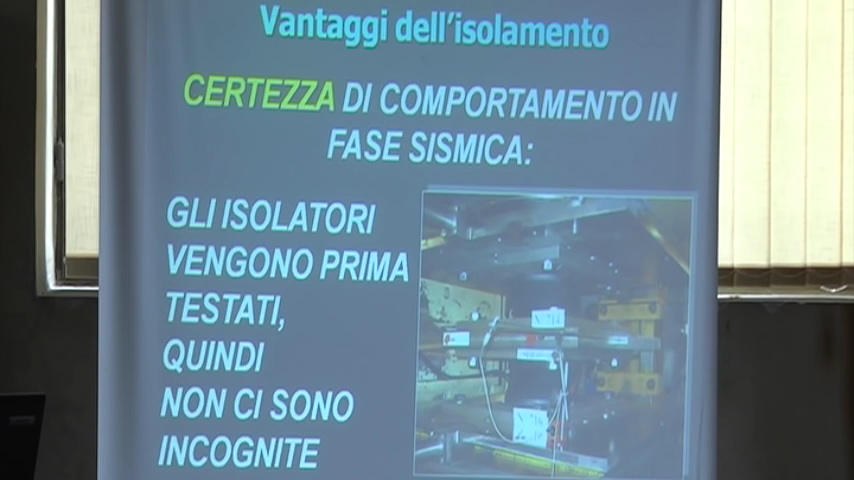 Vantaggi dell'isolamento
CERTEZZA DI COMPORTAMENTO IN
FASE SISMICA:
GLI ISOLATORI
VENGONO PRIMA
TESTATI,
QUINDI
NON CI SONO
INCOGNITE